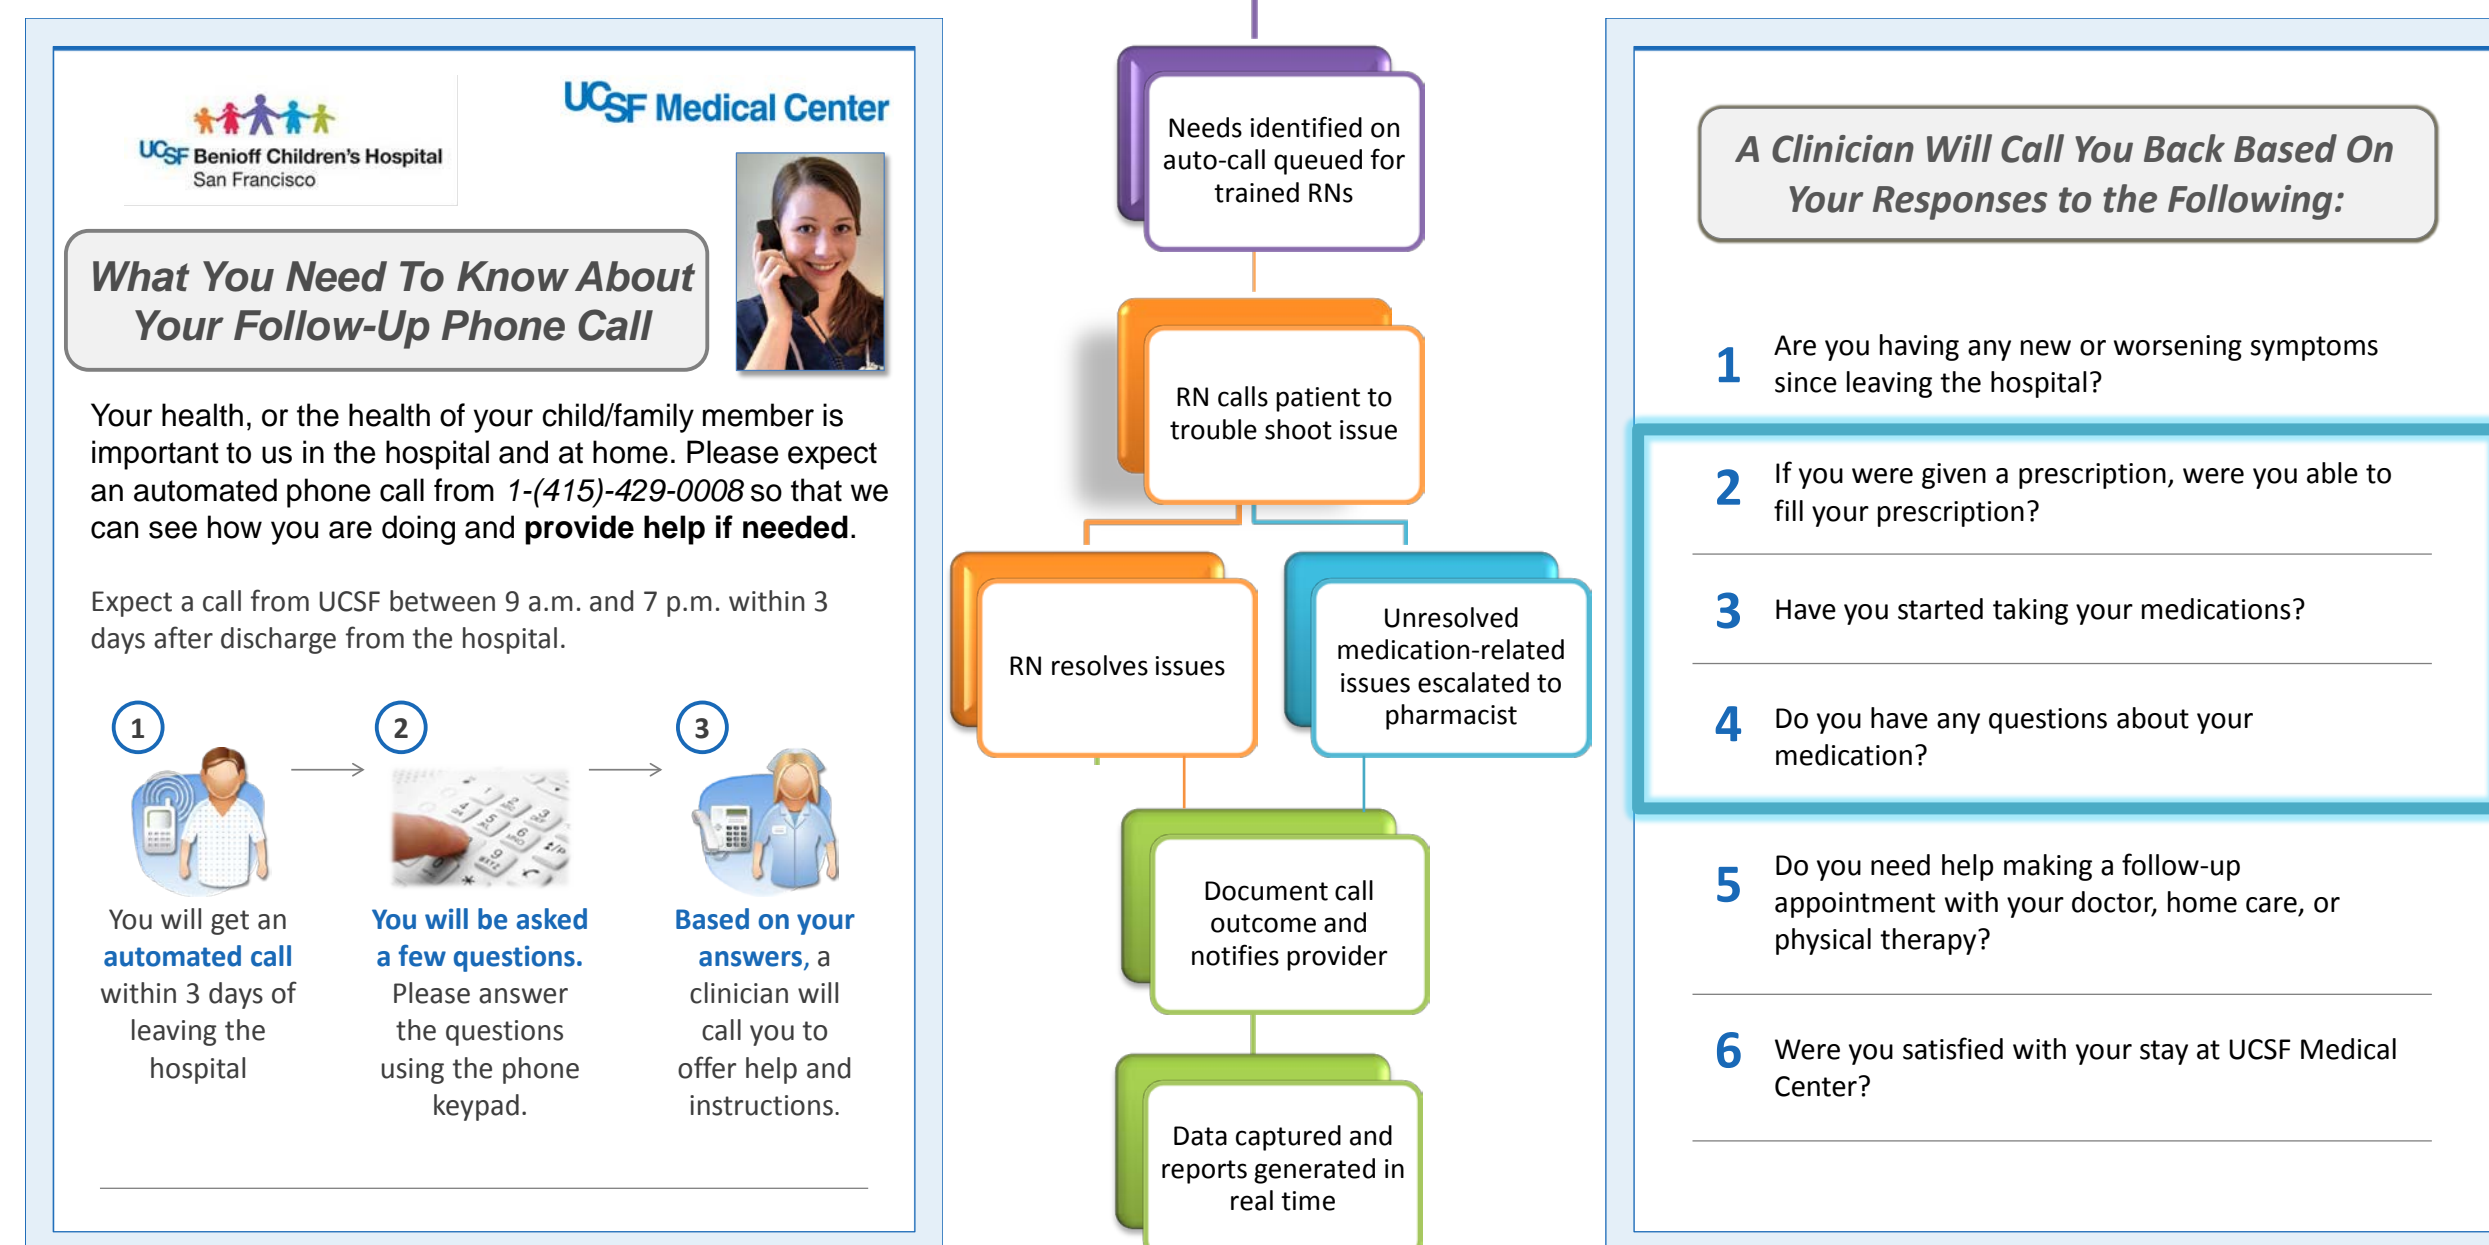 UCSF Benioff Children's Hospital
San Francisco
UCSF Medical Center
What You Need To Know About
Your Follow-Up Phone Call
Your health, or the health of your child/family member is
important to us in the hospital and at home. Please expect
an automated phone call from 1-(415)-429-0008 so that we
can see how you are doing and provide help if needed.
Expect a call from UCSF between 9 a.m. and 7 p.m. within 3
days after discharge from the hospital.
1
You will get an
automated call
within 3 days of
leaving the
hospital
2
You will be asked
a few questions.
Please answer
the questions
using the phone
keypad.
3
Based on your
answers, a
clinician will
call you to
offer help and
instructions.
Needs identified on
auto-call queued for
trained RNs
RN calls patient to
trouble shoot issue
RN resolves issues
Unresolved
medication-related
issues escalated to
pharmacist
Document call
outcome and
notifies provider
Data captured and
reports generated in
real time
A Clinician Will Call You Back Based On
Your Responses to the Following:
1 Are you having any new or worsening symptoms
since leaving the hospital?
2 If you were given a prescription, were you able to
fill your prescription?
3 Have you started taking your medications?
4 Do you have any questions about your
medication?
5 Do you need help making a follow-up
appointment with your doctor, home care, or
physical therapy?
6 Were you satisfied with your stay at UCSF Medical
Center?